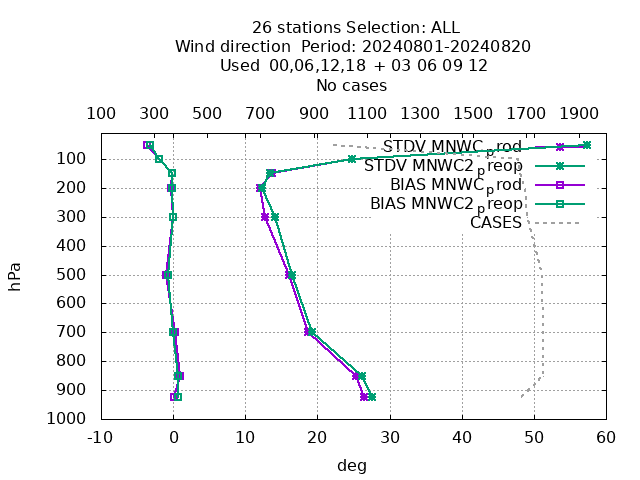 26 stations Selection: ALL
Wind direction  Period: 20240801-20240820
Used  00,06,12,18 + 03 06 09 12
No cases
100 300 500 700 900 1100 1300 1500 1700 1900
STDV MNWC_prod
STDV MNWC2_preop
BIAS MNWC_prod
BIAS MNWC2_preop
CASES
100
200
300
400
500
600
700
800
900
1000
hPa
-10 0 10 20 30 40 50 60
deg